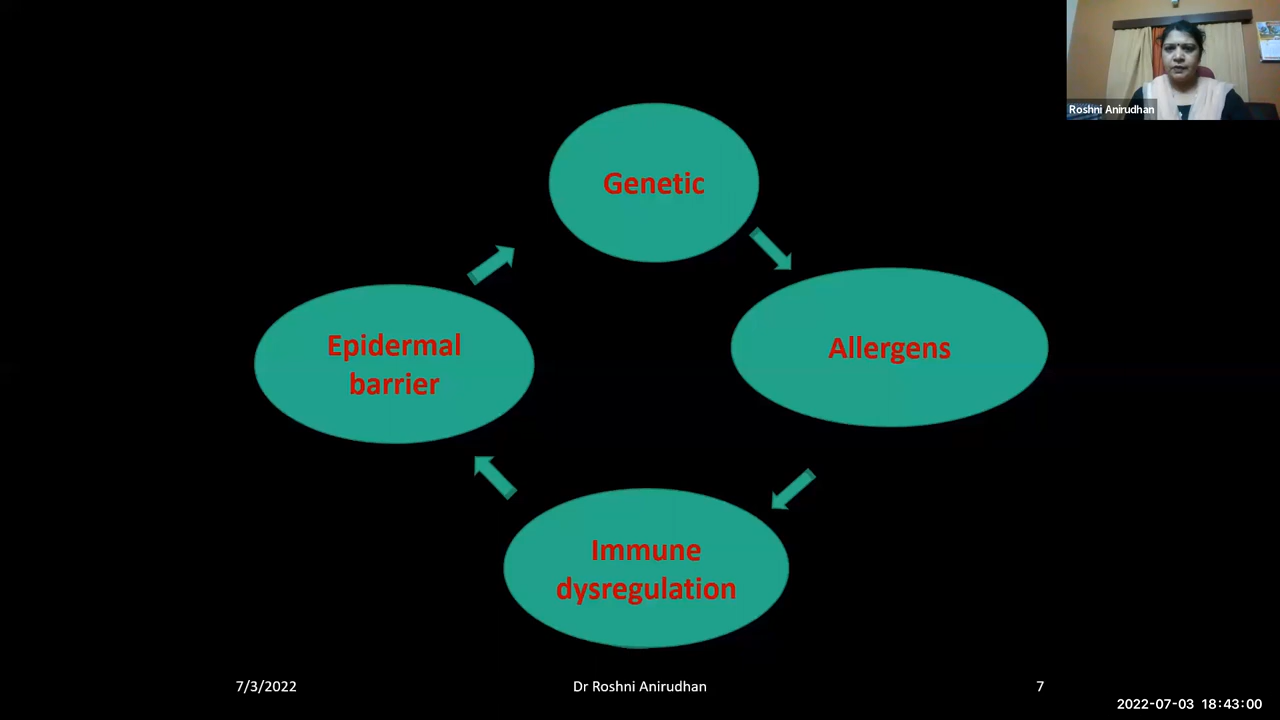 Roshni Anirudhan
Genetic
Epidermal
barrier
Allergens
Immune
dysregulation
7/3/2022
Dr Roshni Anirudhan
7
2022-07-03 18:43:00